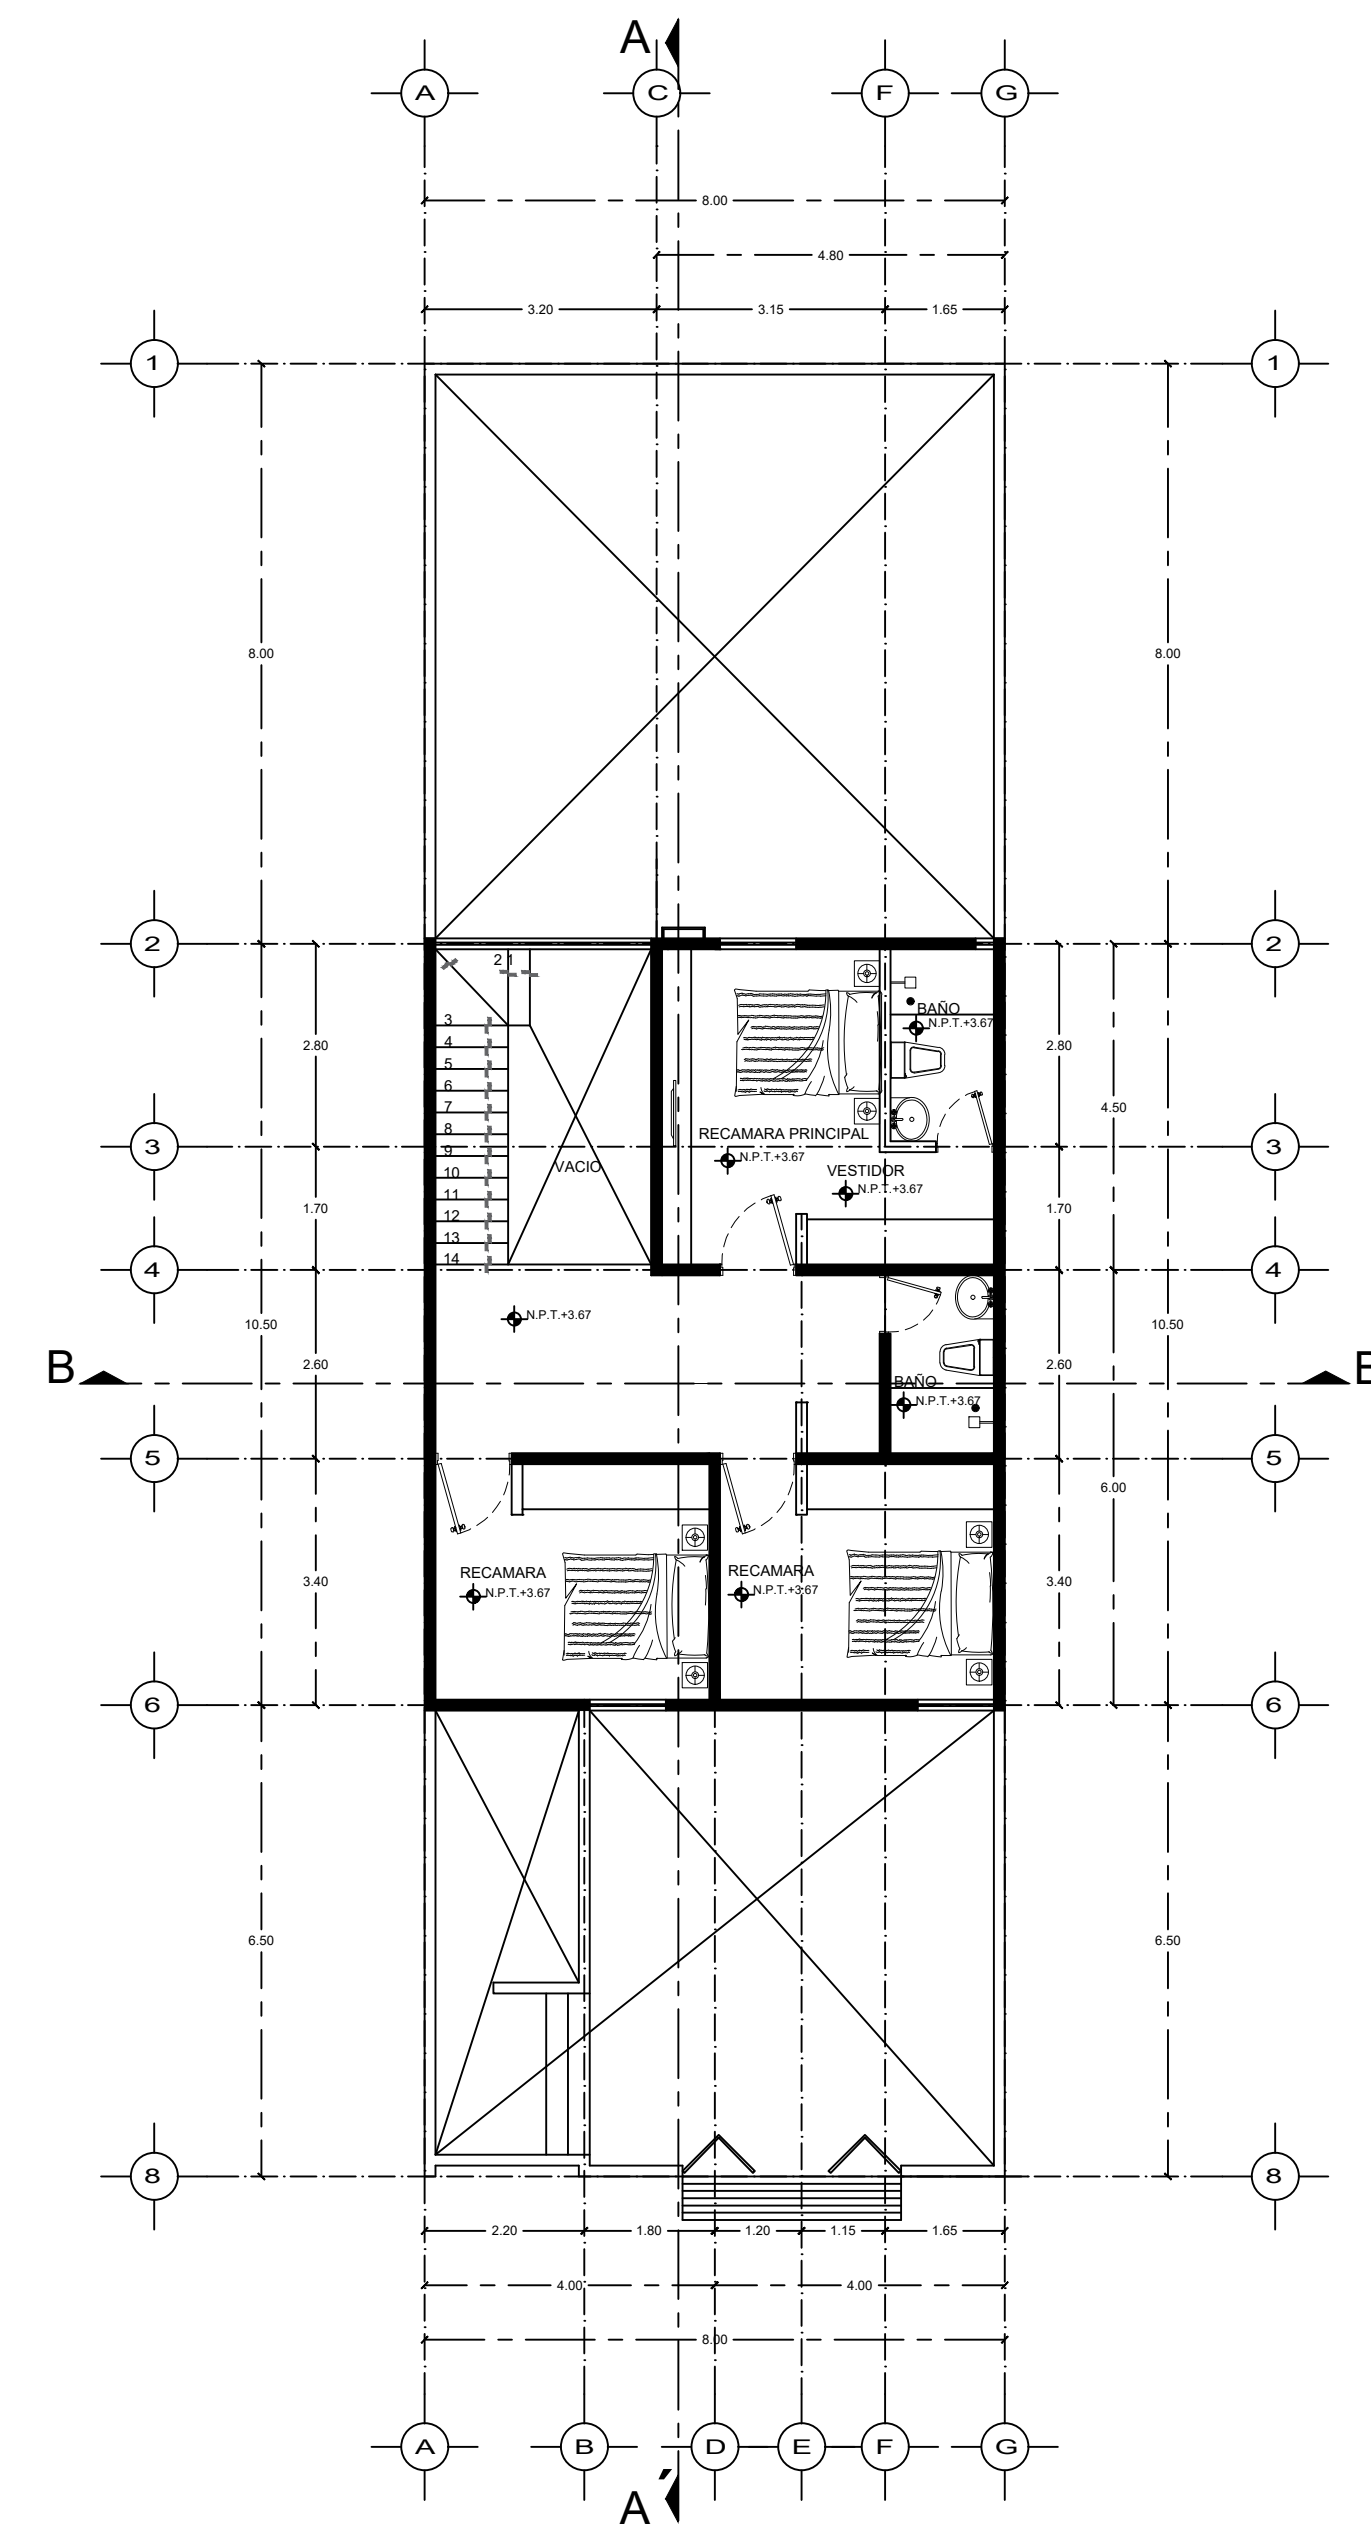 A
A C F G
8.00
4.80
3.20 3.15 1.65
1 1
8.00 8.00
2 2
2 1
BAÑO
N.P.T.+3.67
3
4
5
6
7
8
9
10
11
12
13
14
2.80 2.80
4.50
RECAMARA PRINCIPAL
N.P.T.+3.67
3 3
VACIO
VESTIDOR
N.P.T.+3.67
1.70 1.70
4 4
N.P.T.+3.67
10.50 10.50
2.60 2.60
B
BAÑO
N.P.T.+3.67
5 5
6.00
RECAMARA
N.P.T.+3.67
RECAMARA
N.P.T.+3.67
3.40 3.40
6 6
6.50 6.50
8 8
2.20 1.80 1.20 1.15 1.65
4.00 4.00
8.00
A B D E F G
A´